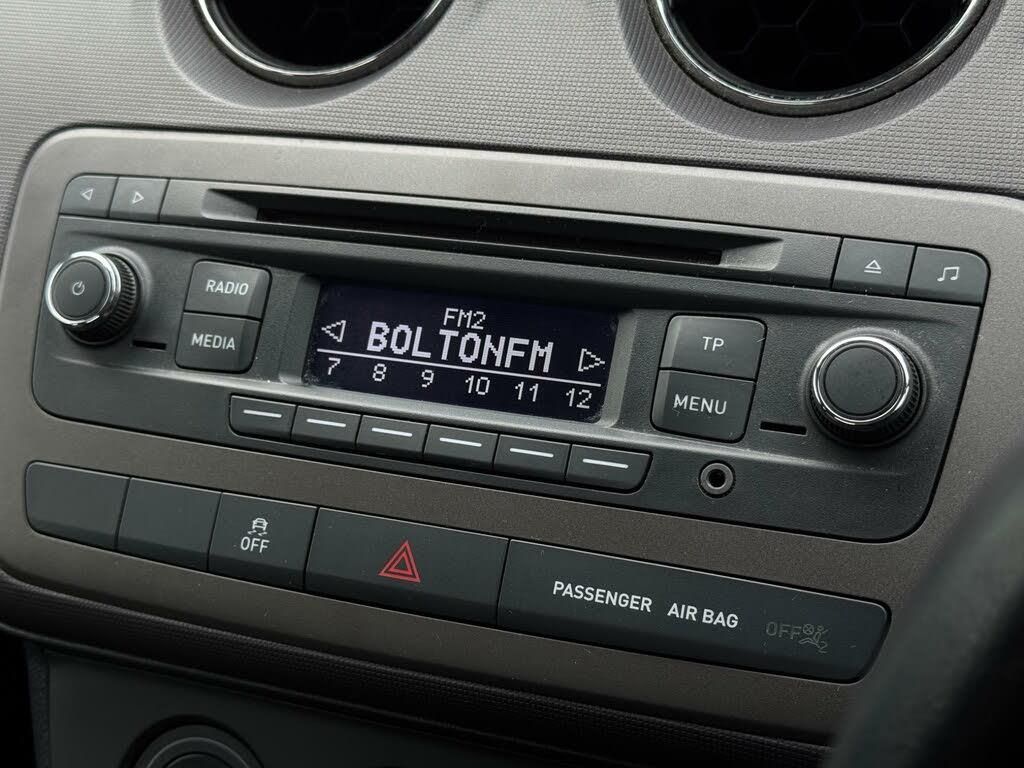 RADIO
MEDIA
FM2
BOLTONFM
7 8 9 10 11 12
TP
MENU
OFF
PASSENGER AIR BAG OFF